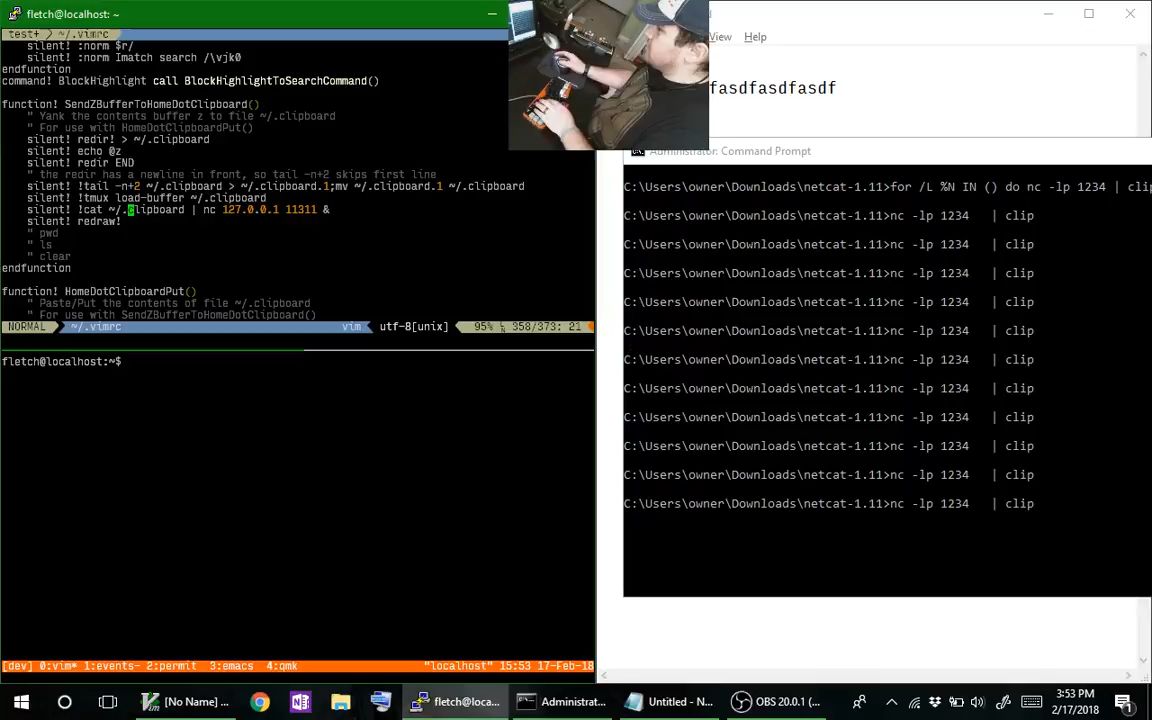 fletch@localhost: ~
test+ ~/.vimrc
silent! :norm $r/
silent! :norm Imatch search /\vjk0
endfunction
command! BlockHighlight call BlockHighlightToSearchCommand()
function! SendZBufferToHomeDotClipboard()
" Yank the contents buffer z to file ~/.clipboard
" For use with HomeDotClipboardPut()
silent! redir! > ~/.clipboard
silent! echo @z
silent! redir END
" the redir has a newline in front, so tail -n+2 skips first line
silent! !tail -n+2 ~/.clipboard > ~/.clipboard.1;mv ~/.clipboard.1 ~/.clipboard
silent! !tmux load-buffer ~/.clipboard
silent! !cat ~/.clipboard | nc 127.0.0.1 11311 &
silent! redraw!
" pwd
" ls
" clear
endfunction
function! HomeDotClipboardPut()
" Paste/Put the contents of file ~/.clipboard
" For use with SendZBufferToHomeDotClipboard()
NORMAL ~/.vimrc vim utf-8[unix] 95% 358/373: 21
fletch@localhost:~$
[dev] 0:vim* 1:events- 2:permit 3:emacs 4:qmk "localhost" 15:53 17-Feb-18
View Help
fasdfasdfasdf
Administrator: Command Prompt
C:\Users\owner\Downloads\netcat-1.11>for /L %N IN () do nc -lp 1234 | clip
C:\Users\owner\Downloads\netcat-1.11>nc -lp 1234 | clip
C:\Users\owner\Downloads\netcat-1.11>nc -lp 1234 | clip
C:\Users\owner\Downloads\netcat-1.11>nc -lp 1234 | clip
C:\Users\owner\Downloads\netcat-1.11>nc -lp 1234 | clip
C:\Users\owner\Downloads\netcat-1.11>nc -lp 1234 | clip
C:\Users\owner\Downloads\netcat-1.11>nc -lp 1234 | clip
C:\Users\owner\Downloads\netcat-1.11>nc -lp 1234 | clip
C:\Users\owner\Downloads\netcat-1.11>nc -lp 1234 | clip
C:\Users\owner\Downloads\netcat-1.11>nc -lp 1234 | clip
C:\Users\owner\Downloads\netcat-1.11>nc -lp 1234 | clip
C:\Users\owner\Downloads\netcat-1.11>nc -lp 1234 | clip
[No Name] ... fletch@loca... Administrat... Untitled - N... OBS 20.0.1 (... 3:53 PM
2/17/2018